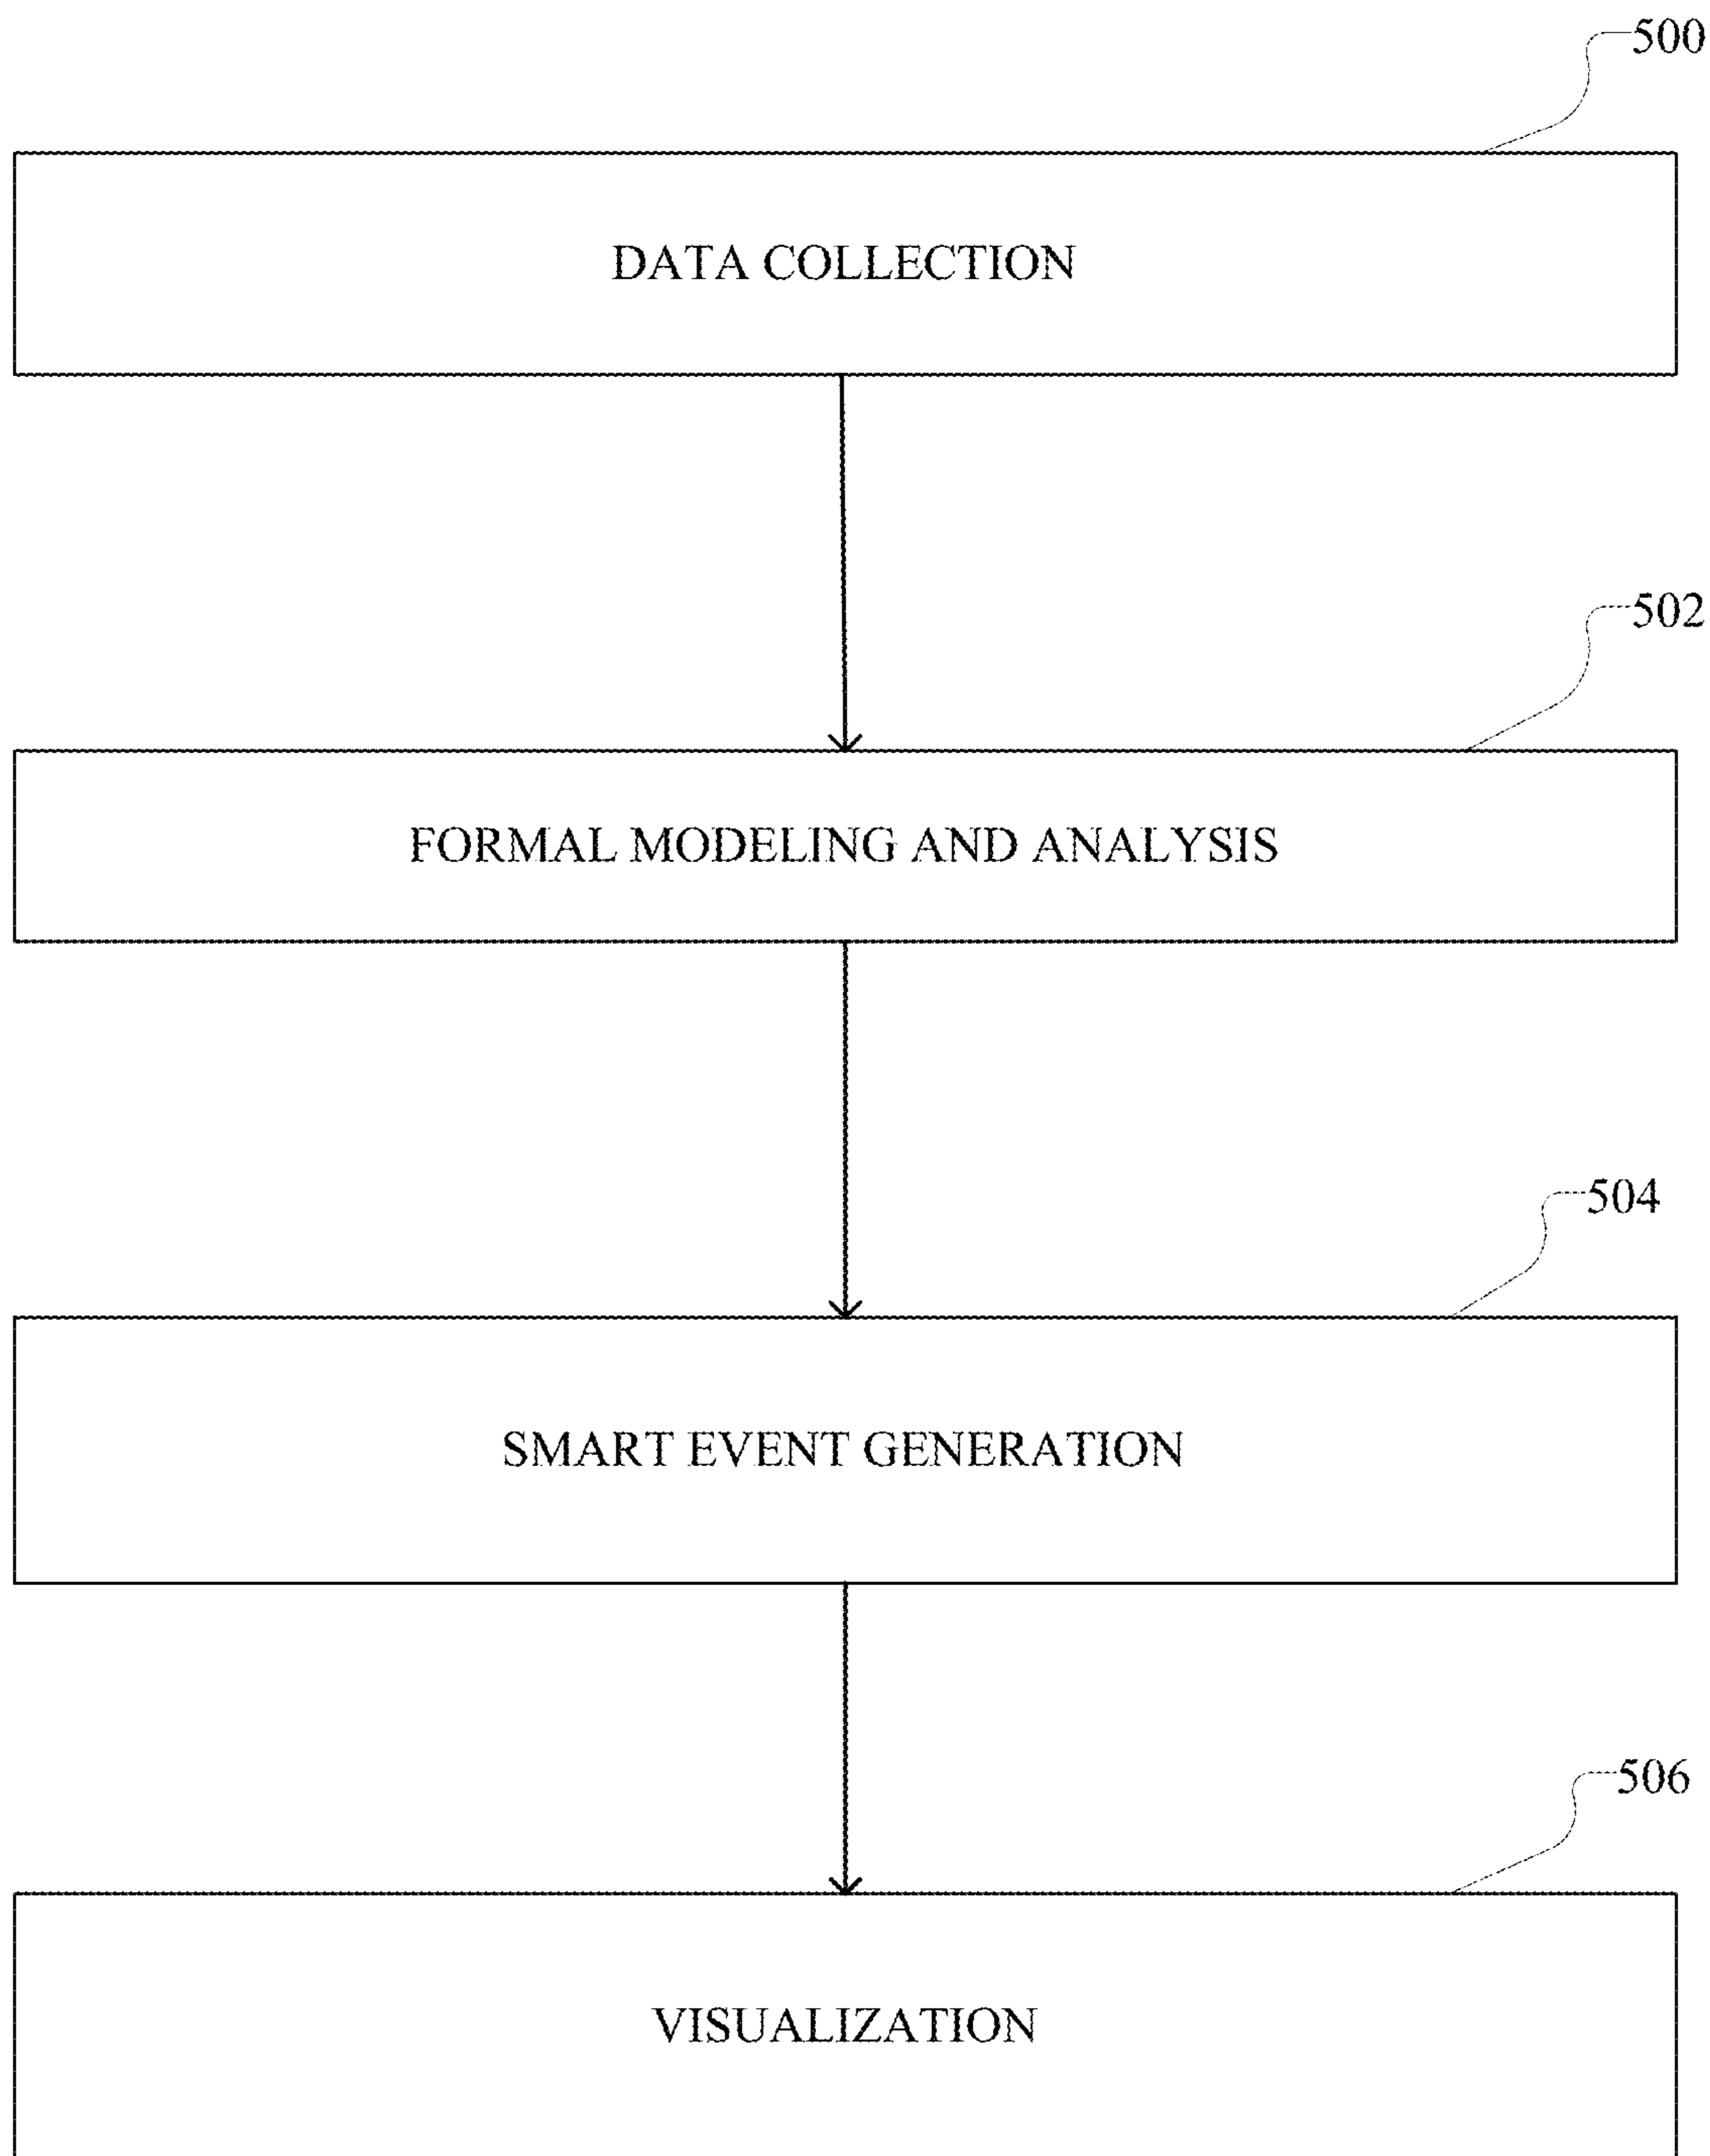 500
DATA COLLECTION
502
FORMAL MODELING AND ANALYSIS
504
SMART EVENT GENERATION
506
VISUALIZATION